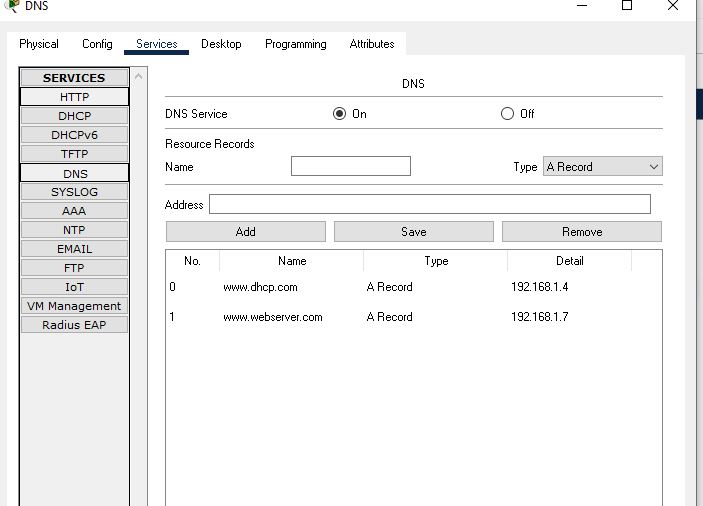 DNS
Physical Config Services Desktop Programming Attributes
SERVICES
HTTP
DHCP
DHCPv6
TFTP
DNS
SYSLOG
AAA
NTP
EMAIL
FTP
IoT
VM Management
Radius EAP
DNS
DNS Service On Off
Resource Records
Name Type A Record
Address
Add Save Remove
No. Name Type Detail
0 www.dhcp.com A Record 192.168.1.4
1 www.webserver.com A Record 192.168.1.7